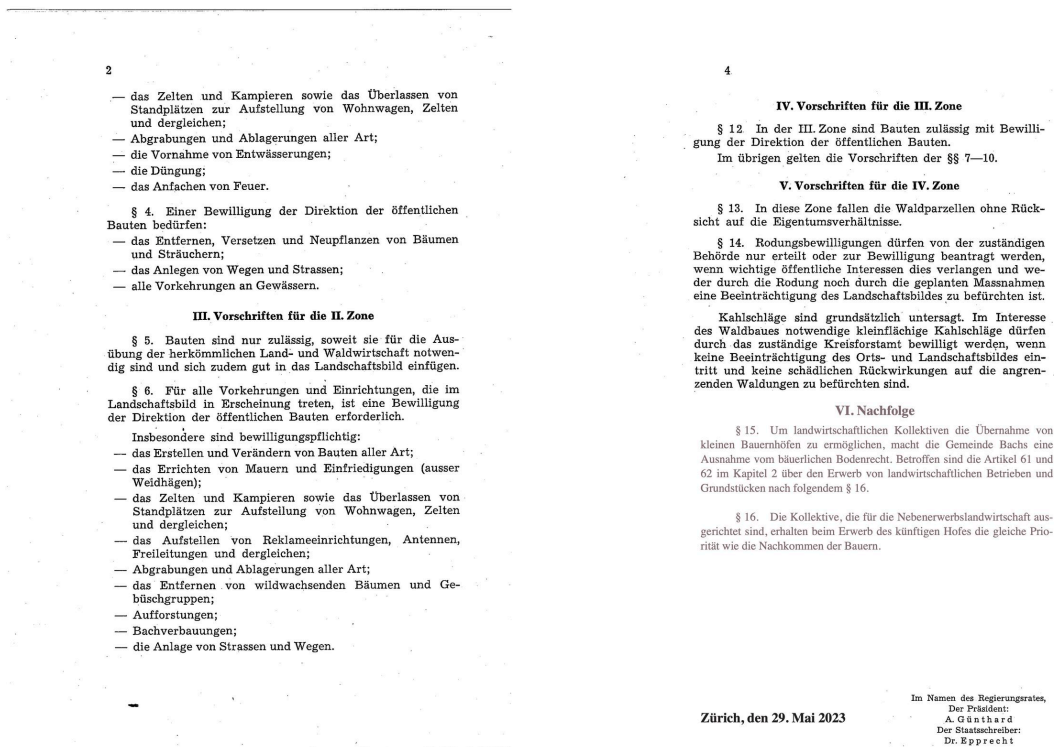 2
— das Zelten und Kampieren sowie das Überlassen von
Standplätzen zur Aufstellung von Wohnwagen, Zelten
und dergleichen;
— Abgrabungen und Ablagerungen aller Art;
— die Vornahme von Entwässerungen;
— die Düngung;
— das Anfachen von Feuer.
§ 4. Einer Bewilligung der Direktion der öffentlichen
Bauten bedürfen:
— das Entfernen, Versetzen und Neupflanzen von Bäumen
und Sträuchern;
— das Anlegen von Wegen und Strassen;
— alle Vorkehrungen an Gewässern.
III. Vorschriften für die II. Zone
§ 5. Bauten sind nur zulässig, soweit sie für die Aus-
übung der herkömmlichen Land- und Waldwirtschaft notwen-
dig sind und sich zudem gut in das Landschaftsbild einfügen.
§ 6. Für alle Vorkehrungen und Einrichtungen, die im
Landschaftsbild in Erscheinung treten, ist eine Bewilligung
der Direktion der öffentlichen Bauten erforderlich.
Insbesondere sind bewilligungspflichtig:
— das Erstellen und Verändern von Bauten aller Art;
— das Errichten von Mauern und Einfriedigungen (ausser
Weidhägen);
— das Zelten und Kampieren sowie das Überlassen von
Standplätzen zur Aufstellung von Wohnwagen, Zelten
und dergleichen;
— das Aufstellen von Reklameeinrichtungen, Antennen,
Freileitungen und dergleichen;
— Abgrabungen und Ablagerungen aller Art;
— das Entfernen von wildwachsenden Bäumen und Ge-
büschgruppen;
— Aufforstungen;
— Bachverbauungen;
— die Anlage von Strassen und Wegen.
4
IV. Vorschriften für die III. Zone
§ 12. In der III. Zone sind Bauten zulässig mit Bewilli-
gung der Direktion der öffentlichen Bauten.
Im übrigen gelten die Vorschriften der §§ 7—10.
V. Vorschriften für die IV. Zone
§ 13. In diese Zone fallen die Waldparzellen ohne Rück-
sicht auf die Eigentumsverhältnisse.
§ 14. Rodungsbewilligungen dürfen von der zuständigen
Behörde nur erteilt oder zur Bewilligung beantragt werden,
wenn wichtige öffentliche Interessen dies verlangen und we-
der durch die Rodung noch durch die geplanten Massnahmen
eine Beeinträchtigung des Landschaftsbildes zu befürchten ist.
Kahlschläge sind grundsätzlich untersagt. Im Interesse
des Waldbaues notwendige kleinflächige Kahlschläge dürfen
durch das zuständige Kreisforstamt bewilligt werden, wenn
keine Beeinträchtigung des Orts- und Landschaftsbildes ein-
tritt und keine schädlichen Rückwirkungen auf die angren-
zenden Waldungen zu befürchten sind.
VI. Nachfolge
§ 15. Um landwirtschaftlichen Kollektiven die Übernahme von
kleinen Bauernhöfen zu ermöglichen, macht die Gemeinde Bachs eine
Ausnahme vom bäuerlichen Bodenrecht. Betroffen sind die Artikel 61 und
62 im Kapitel 2 über den Erwerb von landwirtschaftlichen Betrieben und
Grundstücken nach folgendem § 16.
§ 16. Die Kollektive, die für die Nebenerwerbslandwirtschaft aus-
gerichtet sind, erhalten beim Erwerb des künftigen Hofes die gleiche Prio-
rität wie die Nachkommen der Bauern.
Zürich, den 29. Mai 2023
Im Namen des Regierungsrates,
Der Präsident:
A. Günthard
Der Staatsschreiber:
Dr. Epprecht